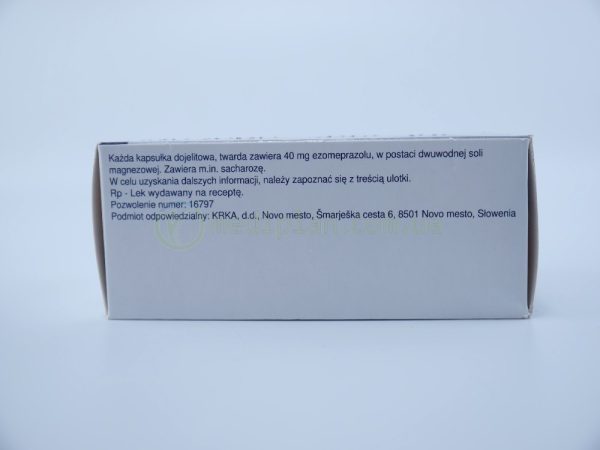 Każda kapsułka dojelitowa, twarda zawiera 40 mg ezomeprazolu, w postaci dwuwodnej soli
magnezowej. Zawiera m.in. sacharozę.
W celu uzyskania dalszych informacji, należy zapoznać się z treścią ulotki.
Rp - Lek wydawany na receptę.
Pozwolenie numer: 16797
Podmiot odpowiedzialny: KRKA, d.d., Novo mesto, Šmarješka cesta 6, 8501 Novo mesto, Słowenia